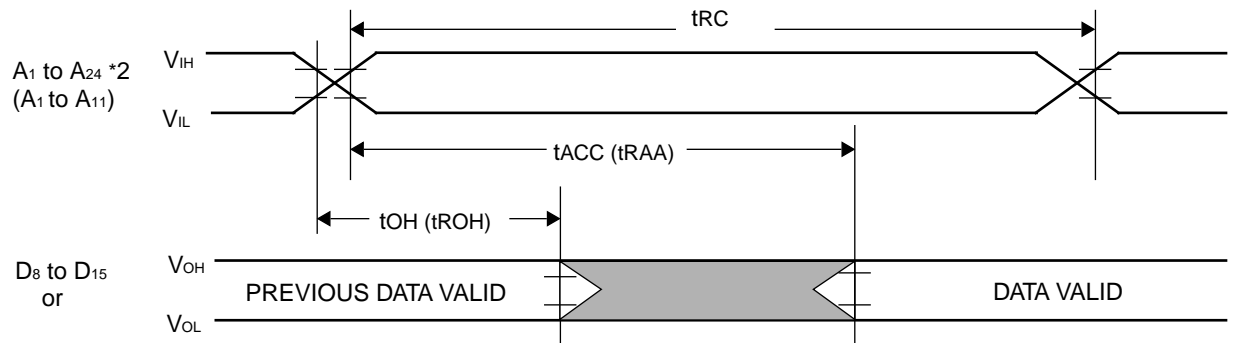 tRC
A1 to A24 *2
(A1 to A11)
VIH
VIL
tACC (tRAA)
tOH (tROH)
D8 to D15
or
VOH
VOL
PREVIOUS DATA VALID
DATA VALID